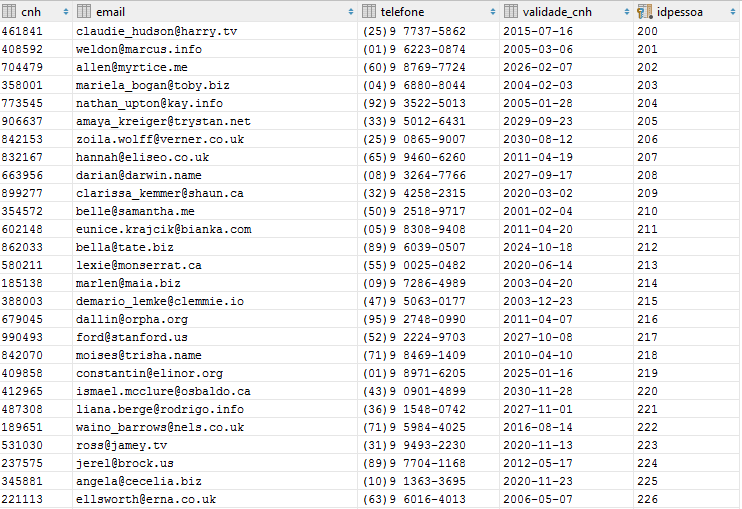 cnh email telefone validade_cnh idpessoa
461841 claudie_hudson@harry.tv (25)9 7737-5862 2015-07-16 200
408592 weldon@marcus.info (01)9 6223-0874 2005-03-06 201
704479 allen@myrtice.me (60)9 8769-7724 2026-02-07 202
358001 mariela_bogan@toby.biz (04)9 6880-8044 2004-02-03 203
773545 nathan_upton@kay.info (92)9 3522-5013 2005-01-28 204
906637 amaya_kreiger@trystan.net (33)9 5012-6431 2029-09-23 205
842153 zoila.wolff@verner.co.uk (25)9 0865-9007 2030-08-12 206
832167 hannah@eliseo.co.uk (65)9 9460-6260 2011-04-19 207
663956 darian@darwin.name (08)9 3264-7766 2027-09-17 208
899277 clarissa_kemmer@shaun.ca (32)9 4258-2315 2020-03-02 209
354572 belle@samantha.me (50)9 2518-9717 2001-02-04 210
602148 eunice.krajcik@bianka.com (05)9 8308-9408 2011-04-20 211
862033 bella@tate.biz (89)9 6039-0507 2024-10-18 212
580211 lexie@monserrat.ca (55)9 0025-0482 2020-06-14 213
185138 marlen@maia.biz (09)9 7286-4989 2003-04-20 214
388003 demario_lemke@clemmie.io (47)9 5063-0177 2003-12-23 215
679045 dallin@orpha.org (95)9 2748-0990 2011-04-07 216
990493 ford@stanford.us (52)9 2224-9703 2027-10-08 217
842070 moises@trisha.name (71)9 8469-1409 2010-04-10 218
409858 constantin@elinor.org (01)9 8971-6205 2025-01-16 219
412965 ismael.mcclure@osbaldo.ca (43)9 0901-4899 2030-11-28 220
487308 liana.berge@rodrigo.info (36)9 1548-0742 2027-11-01 221
189651 waino_barrows@nels.co.uk (71)9 5984-4025 2016-08-14 222
531030 ross@jamey.tv (31)9 9493-2230 2020-11-13 223
237575 jerel@brock.us (89)9 7704-1168 2012-05-17 224
345881 angela@cecelia.biz (10)9 1363-3695 2020-11-23 225
221113 ellsworth@erna.co.uk (63)9 6016-4013 2006-05-07 226